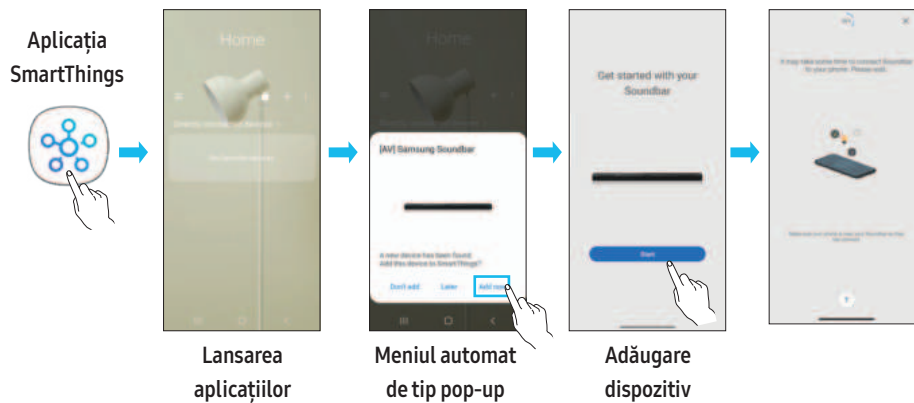 Aplicația
SmartThings
Home
Home
[AV] Samsung Soundbar
A new device has been found.
Add this device to SmartThings?
Don't add
Later
Add now
Get started with your
Soundbar
Start
It may take some time to connect Soundbar
to your phone. Please wait.
?
Lansarea
aplicațiilor
Meniul automat
de tip pop-up
Adăugare
dispozitiv